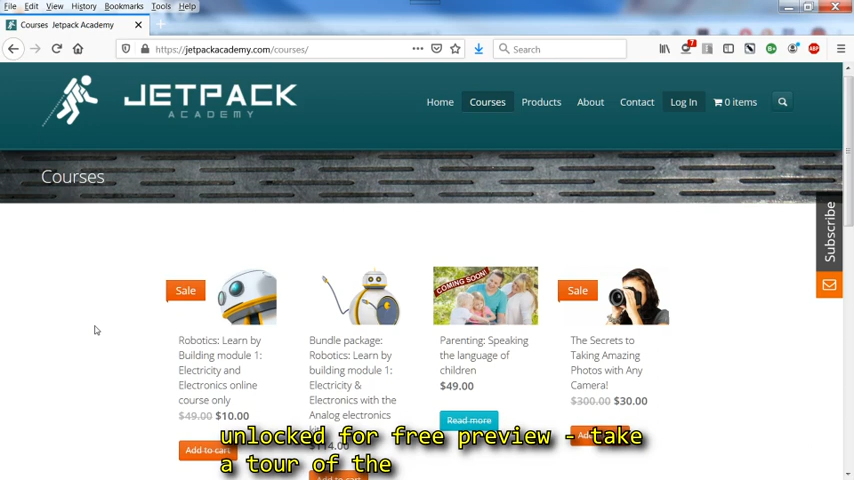 File Edit View History Bookmarks Tools Help
Courses Jetpack Academy
https://jetpackacademy.com/courses/
Search
7
ABP
JETPACK
ACADEMY
Home Courses Products About Contact Log In 0 items
Courses
Subscribe
Sale
COMING SOON!
Sale
Robotics: Learn by
Building module 1:
Electricity and
Electronics online
course only
$49.00 $10.00
Add to cart
Bundle package:
Robotics: Learn by
building module 1:
Electricity &
Electronics with the
Analog electronics
Parenting: Speaking
the language of
children
$49.00
Read more
The Secrets to
Taking Amazing
Photos with Any
Camera!
$300.00 $30.00
unlocked for free preview - take
a tour of the